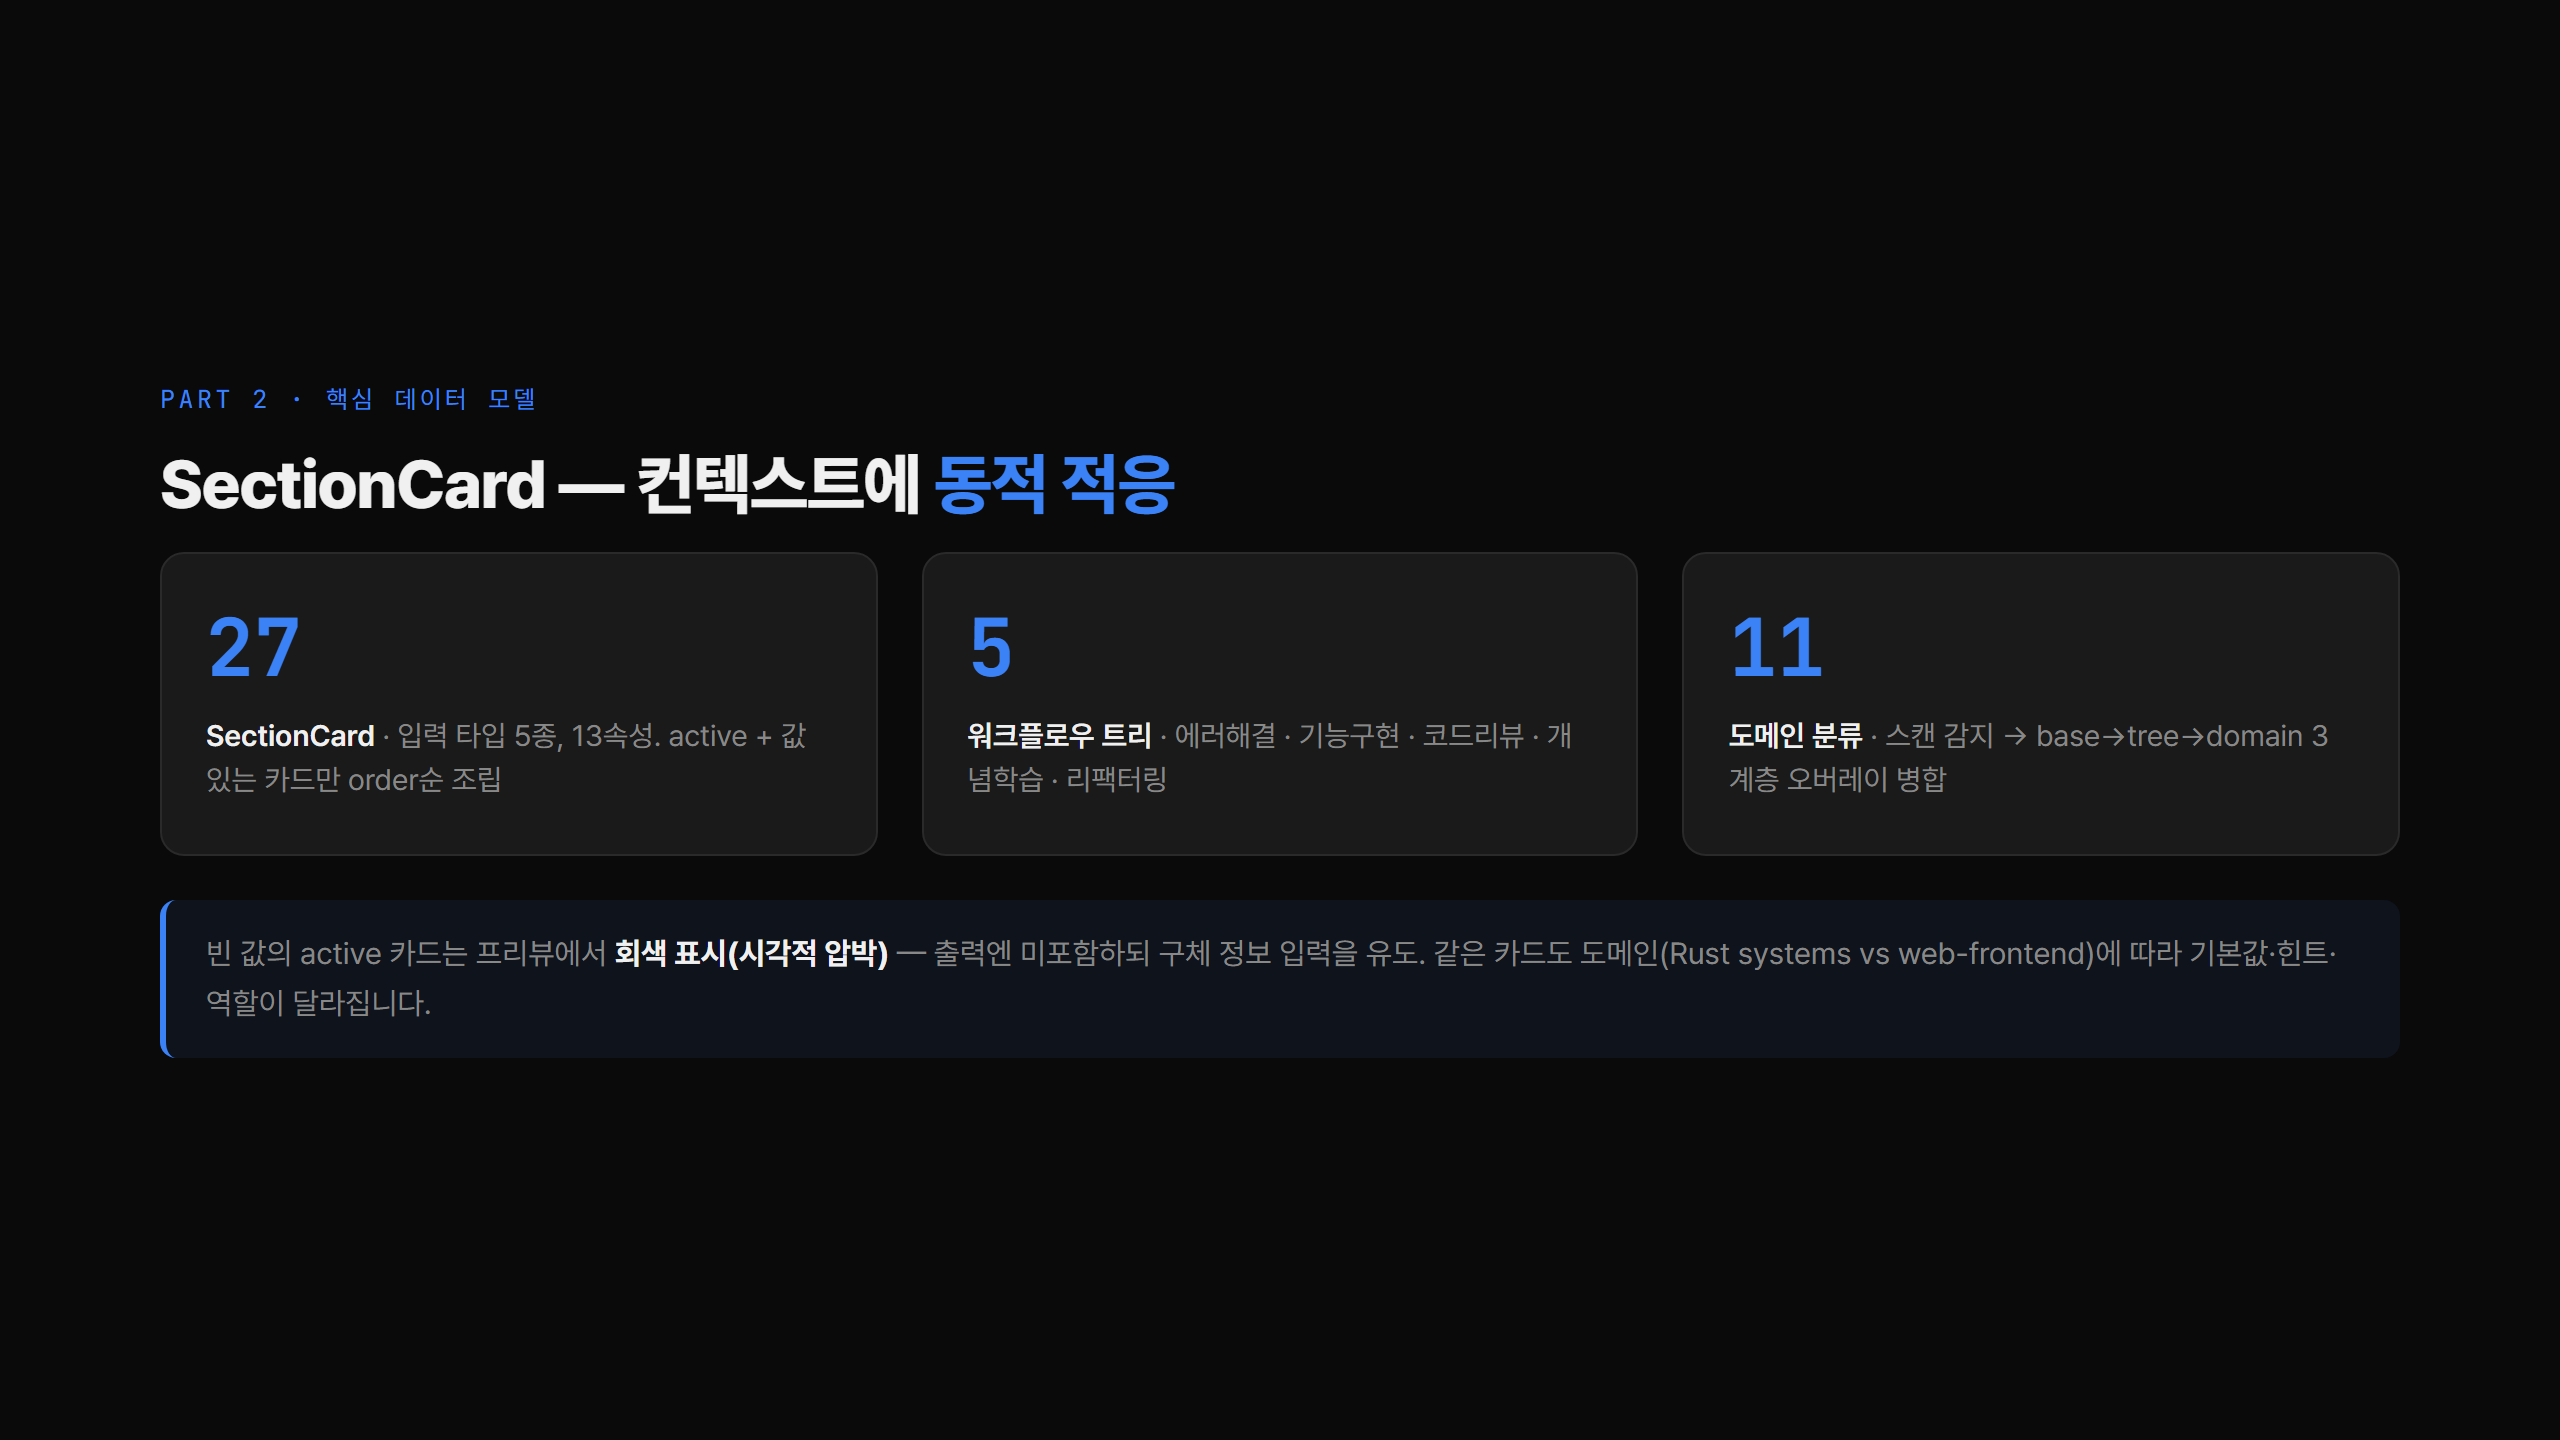 PART 2 · 핵심 데이터 모델
SectionCard — 컨텍스트에 동적 적응
27
SectionCard · 입력 타입 5종, 13속성. active + 값
있는 카드만 order순 조립
5
워크플로우 트리 · 에러해결 · 기능구현 · 코드리뷰 · 개
념학습 · 리팩터링
11
도메인 분류 · 스캔 감지 → base→tree→domain 3
계층 오버레이 병합
빈 값의 active 카드는 프리뷰에서 회색 표시(시각적 압박) — 출력엔 미포함하되 구체 정보 입력을 유도. 같은 카드도 도메인(Rust systems vs web-frontend)에 따라 기본값·힌트·
역할이 달라집니다.